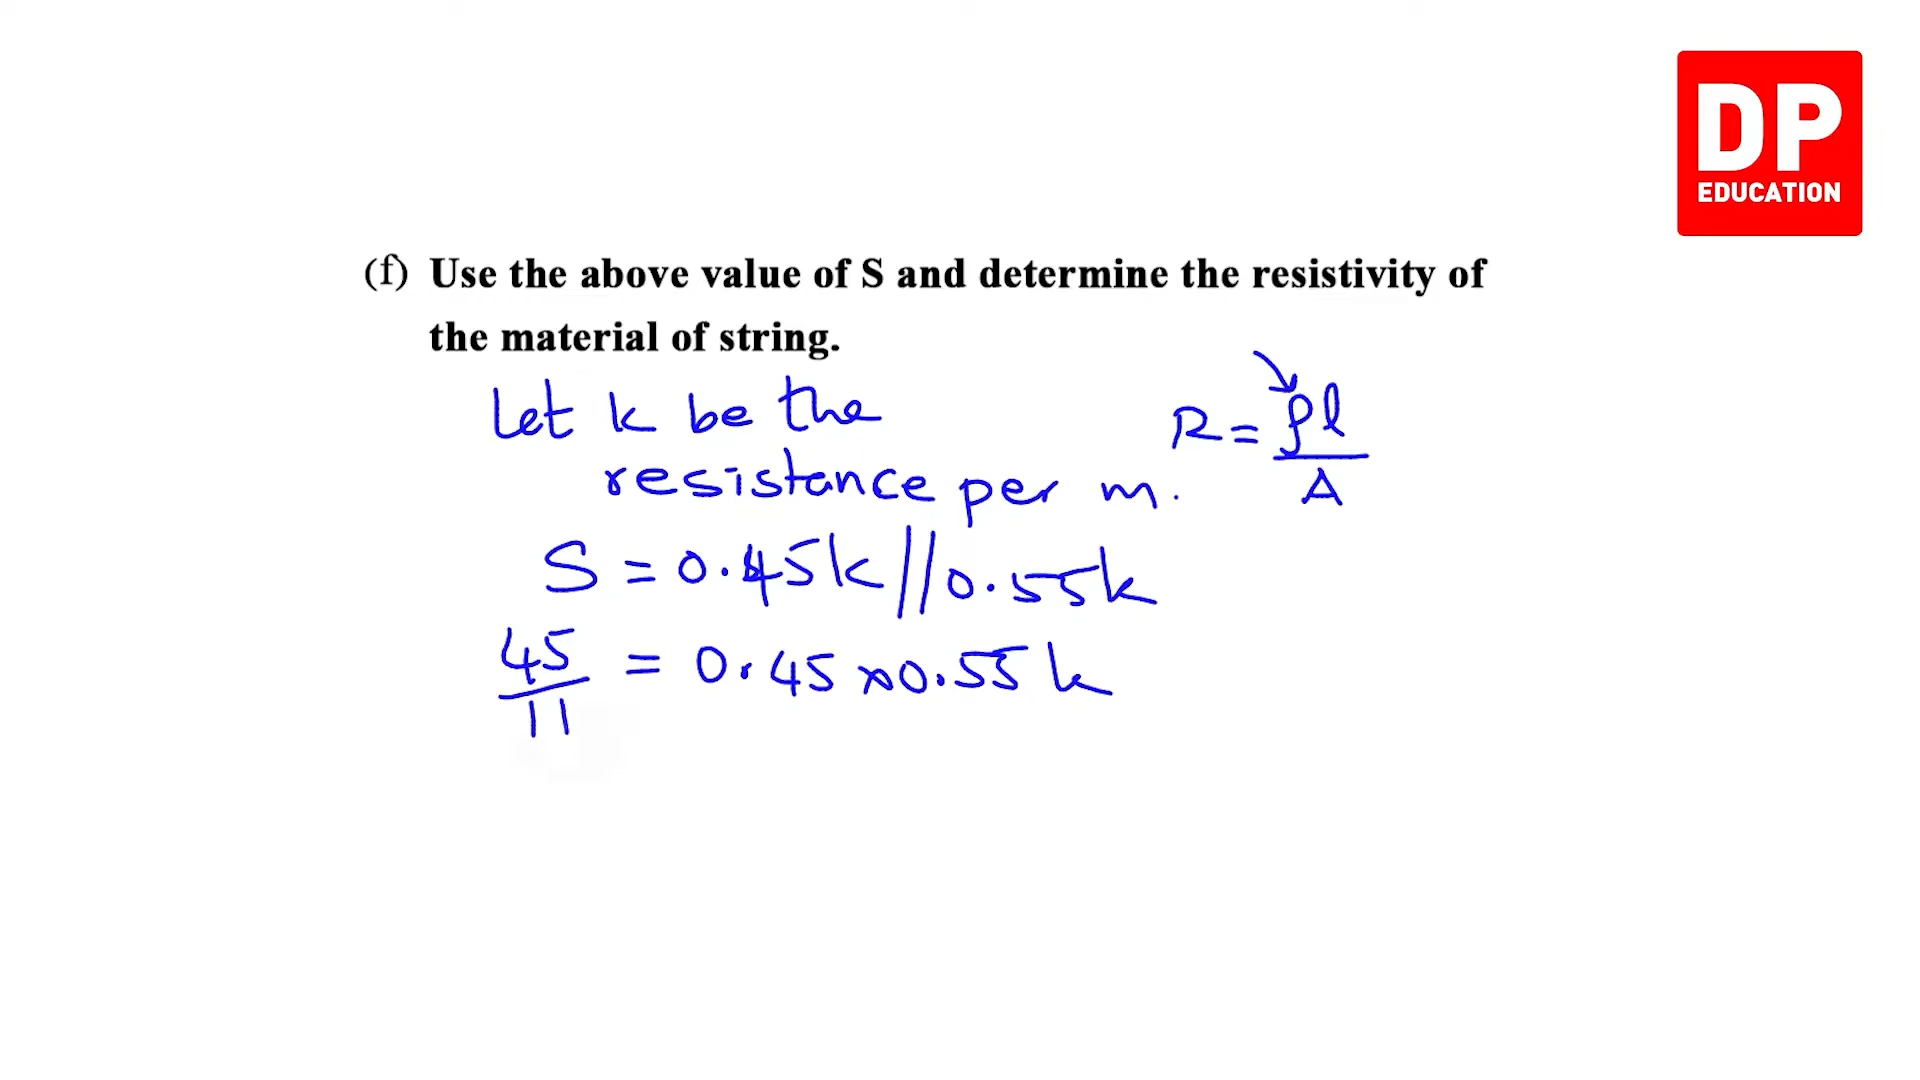 DP
EDUCATION
(f) Use the above value of S and determine the resistivity of
the material of string.
Let k be the
resistance per m.
R = ρl / A
S = 0.45k // 0.55k
45 / 11 = 0.45 × 0.55 k